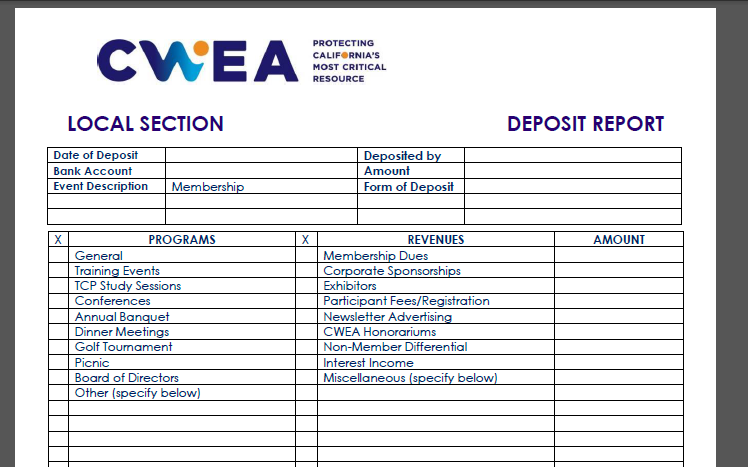 CWEA
PROTECTING
CALIFORNIA'S
MOST CRITICAL
RESOURCE
LOCAL SECTION DEPOSIT REPORT
Date of Deposit Deposited by
Bank Account Amount
Event Description Membership Form of Deposit
X PROGRAMS X REVENUES AMOUNT
General Membership Dues
Training Events Corporate Sponsorships
TCP Study Sessions Exhibitors
Conferences Participant Fees/Registration
Annual Banquet Newsletter Advertising
Dinner Meetings CWEA Honorariums
Golf Tournament Non-Member Differential
Picnic Interest Income
Board of Directors Miscellaneous (specify below)
Other (specify below)